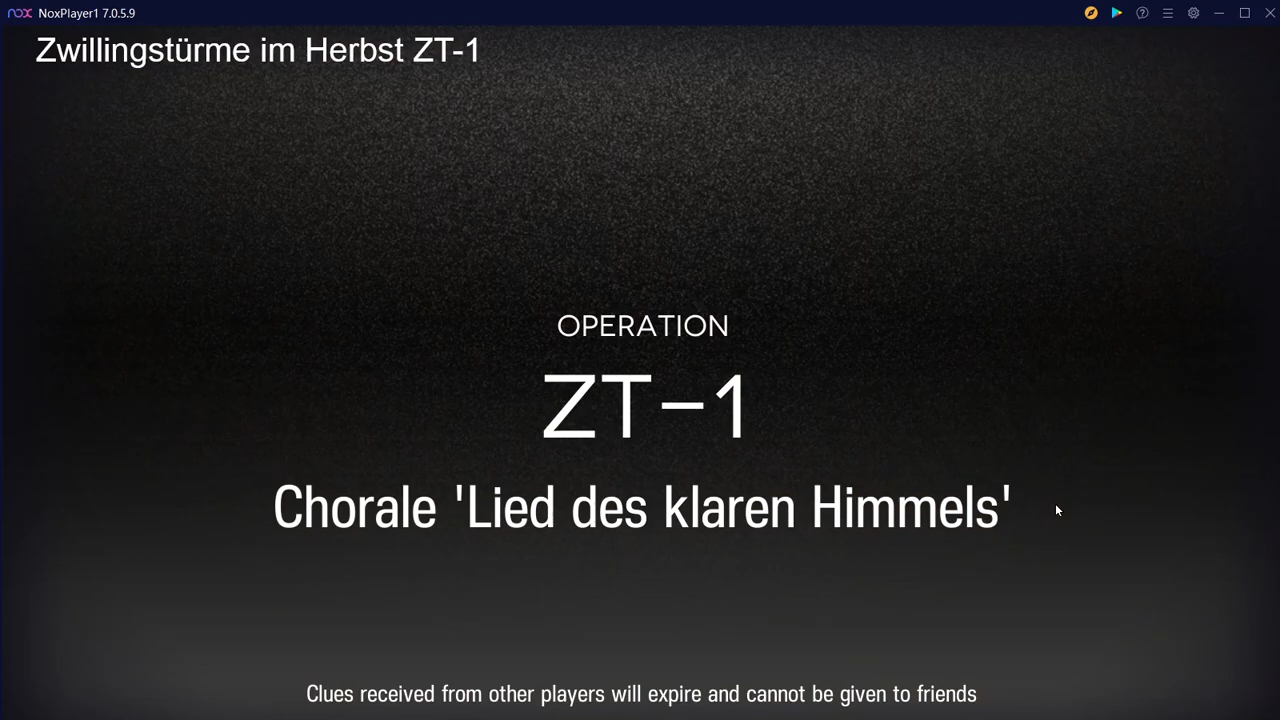 nox NoxPlayer1 7.0.5.9
Zwillingstürme im Herbst ZT-1
OPERATION
ZT-1
Chorale 'Lied des klaren Himmels'
Clues received from other players will expire and cannot be given to friends